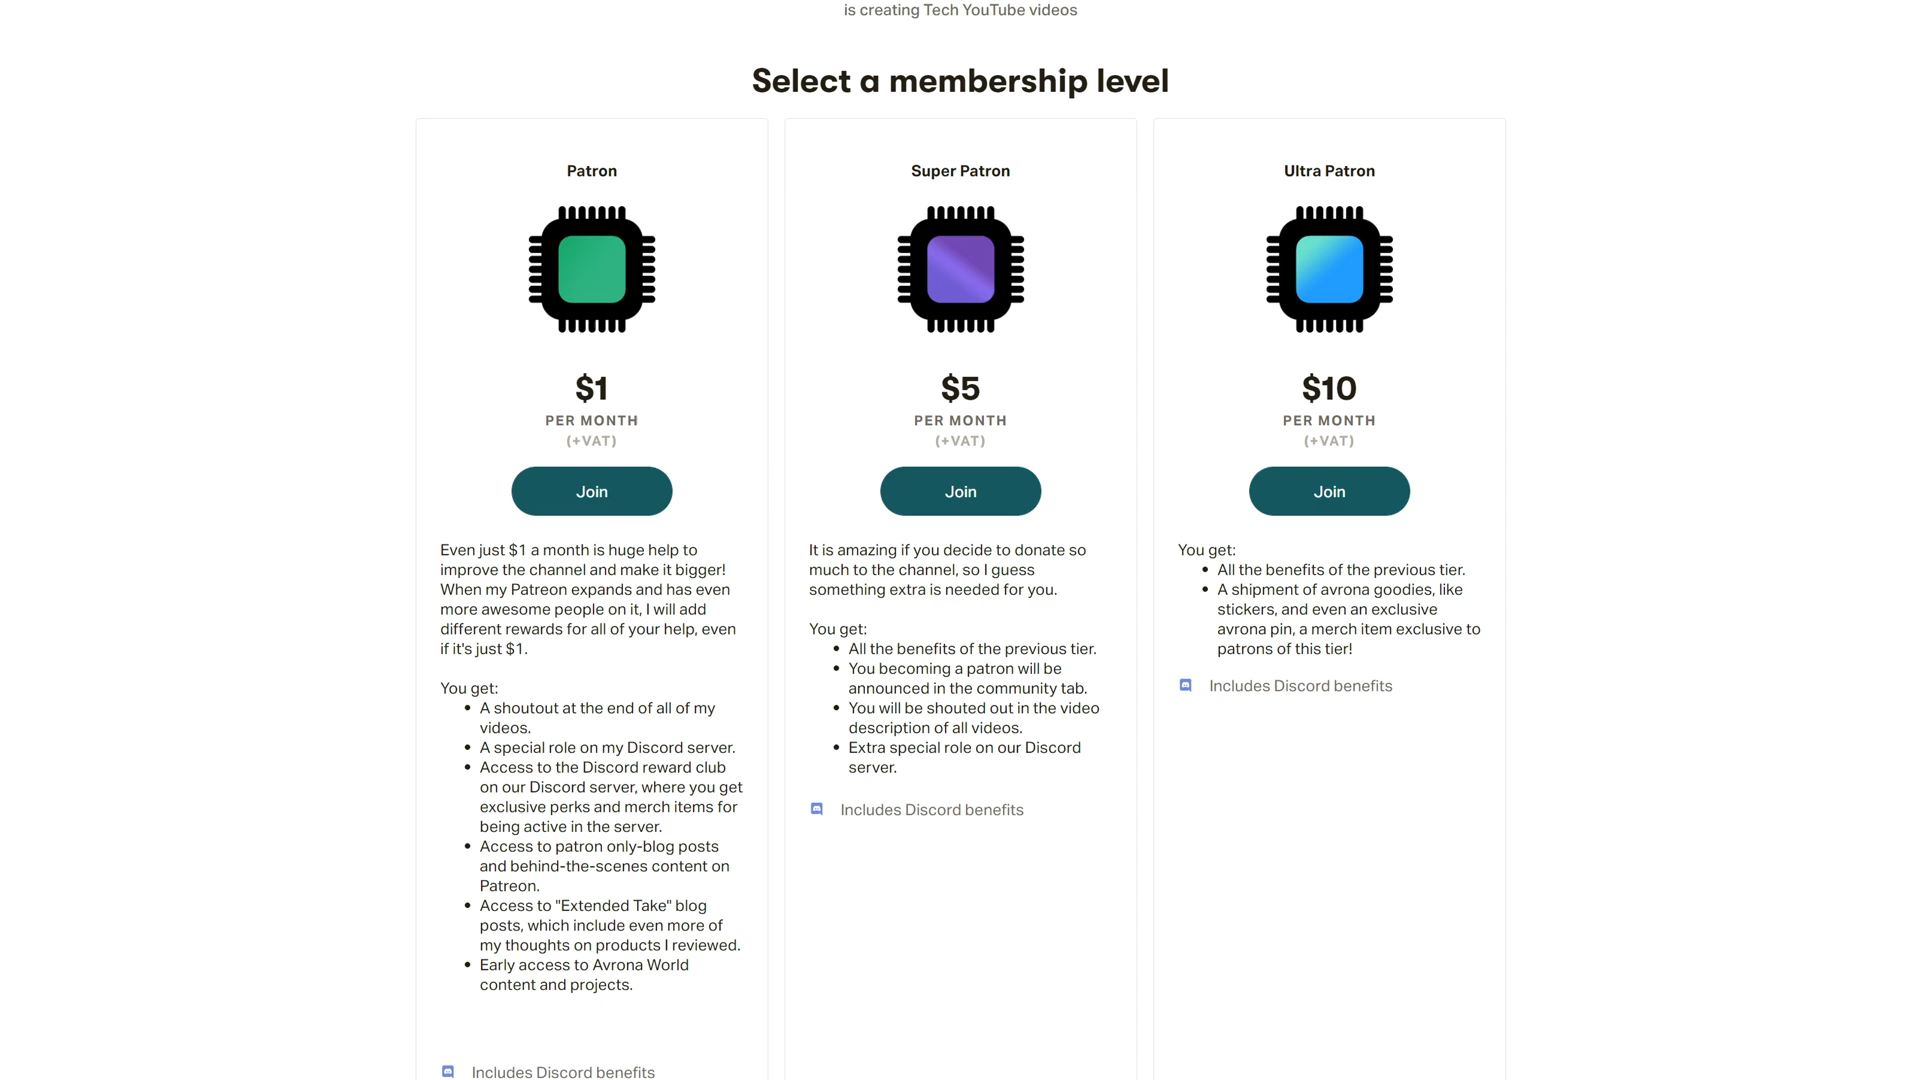 is creating Tech YouTube videos
Select a membership level
Patron
$1
PER MONTH
(+VAT)
Join
Even just $1 a month is huge help to
improve the channel and make it bigger!
When my Patreon expands and has even
more awesome people on it, I will add
different rewards for all of your help, even
if it's just $1.
You get:
A shoutout at the end of all of my
videos.
A special role on my Discord server.
Access to the Discord reward club
on our Discord server, where you get
exclusive perks and merch items for
being active in the server.
Access to patron only-blog posts
and behind-the-scenes content on
Patreon.
Access to "Extended Take" blog
posts, which include even more of
my thoughts on products I reviewed.
Early access to Avrona World
content and projects.
Includes Discord benefits
Super Patron
$5
PER MONTH
(+VAT)
Join
It is amazing if you decide to donate so
much to the channel, so I guess
something extra is needed for you.
You get:
All the benefits of the previous tier.
You becoming a patron will be
announced in the community tab.
You will be shouted out in the video
description of all videos.
Extra special role on our Discord
server.
Includes Discord benefits
Ultra Patron
$10
PER MONTH
(+VAT)
Join
You get:
All the benefits of the previous tier.
A shipment of avrona goodies, like
stickers, and even an exclusive
avrona pin, a merch item exclusive to
patrons of this tier!
Includes Discord benefits